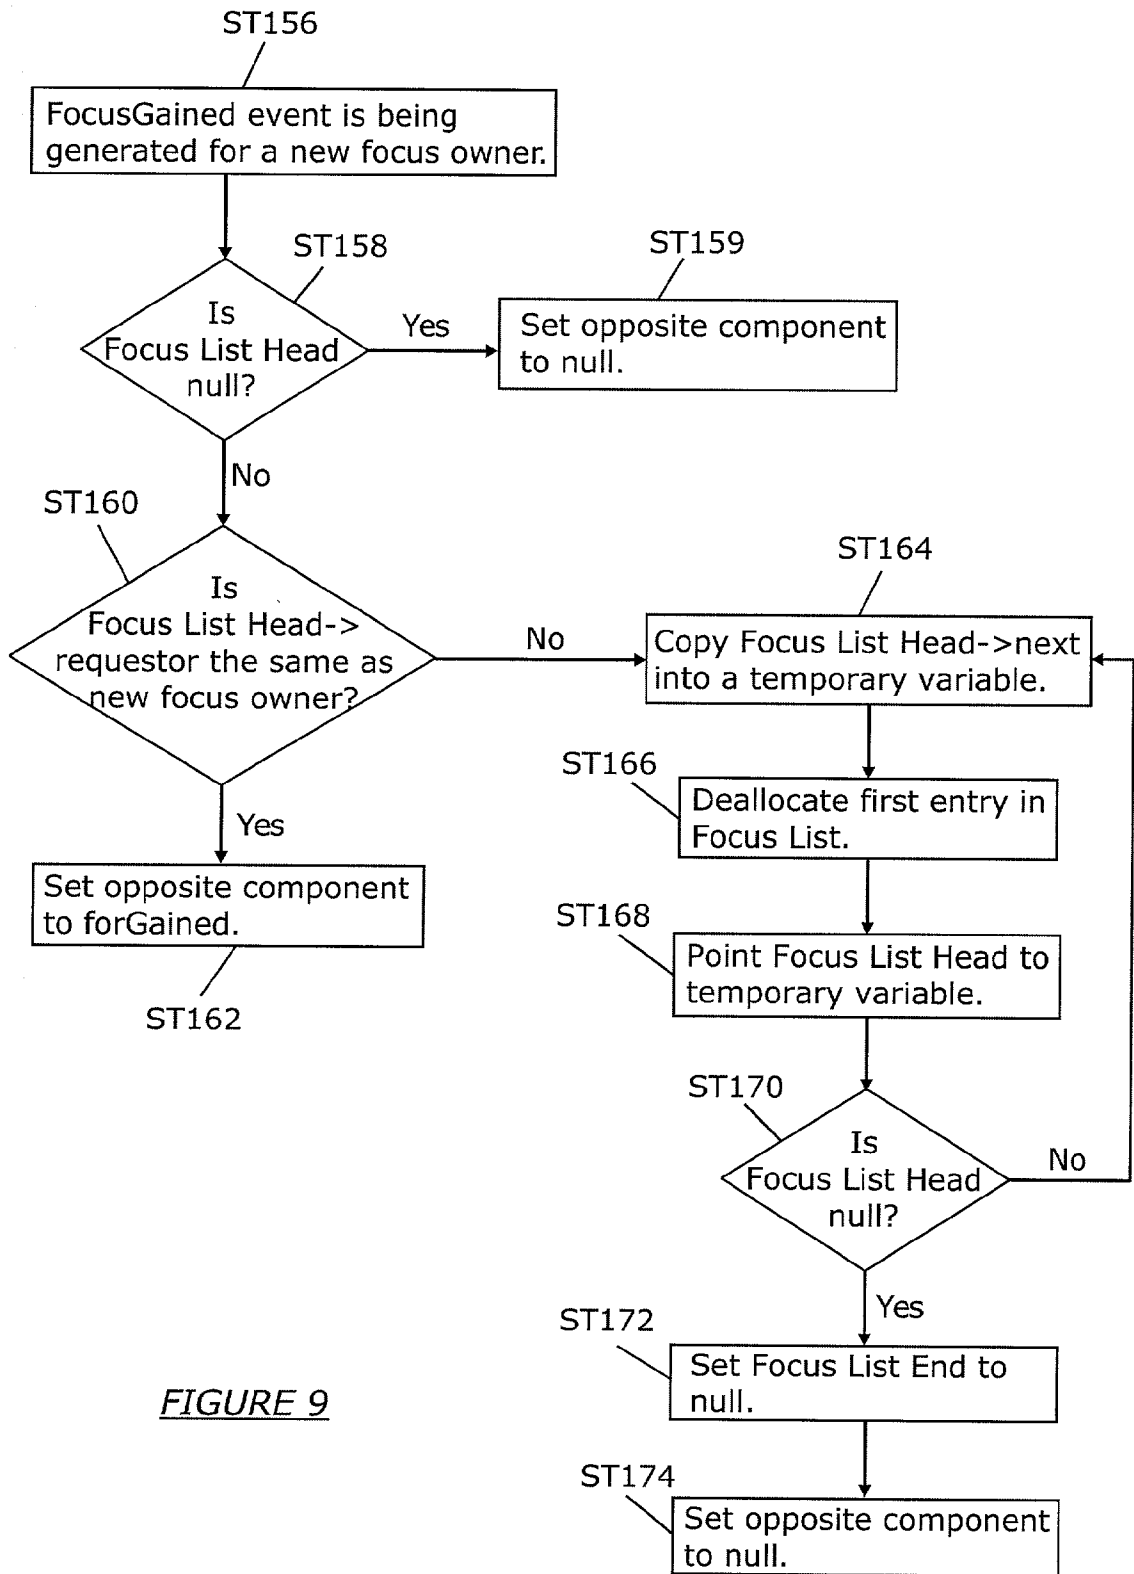 ST156
FocusGained event is being
generated for a new focus owner.
ST158
Is
Focus List Head
null?
Yes
ST159
Set opposite component
to null.
No
ST160
Is
Focus List Head->
requestor the same as
new focus owner?
No
ST164
Copy Focus List Head->next
into a temporary variable.
Yes
Set opposite component
to forGained.
ST162
ST166
Deallocate first entry in
Focus List.
ST168
Point Focus List Head to
temporary variable.
ST170
Is
Focus List Head
null?
No
Yes
ST172
Set Focus List End to
null.
ST174
Set opposite component
to null.
FIGURE 9